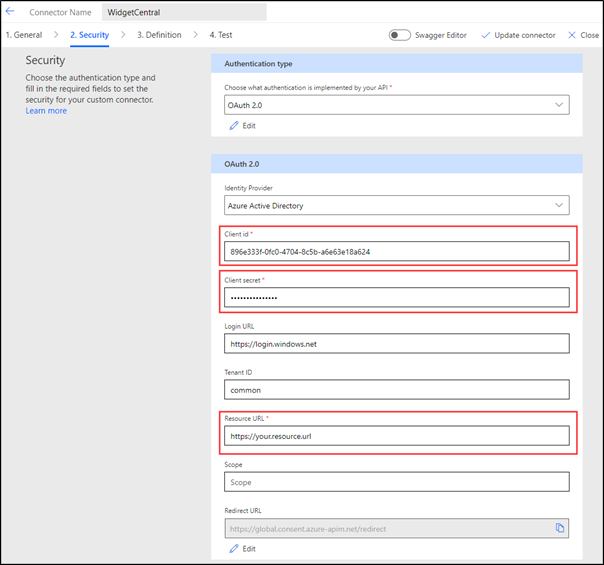 Connector Name WidgetCentral
1. General 2. Security 3. Definition 4. Test Swagger Editor Update connector Close
Security
Choose the authentication type and
fill in the required fields to set the
security for your custom connector.
Learn more
Authentication type
Choose what authentication is implemented by your API *
OAuth 2.0
Edit
OAuth 2.0
Identity Provider
Azure Active Directory
Client id *
896e333f-0fc0-4704-8c5b-a6e63e18a624
Client secret *
•••••••••••••••
Login URL
https://login.windows.net
Tenant ID
common
Resource URL *
https://your.resource.url
Scope
Scope
Redirect URL
https://global.consent.azure-apim.net/redirect
Edit